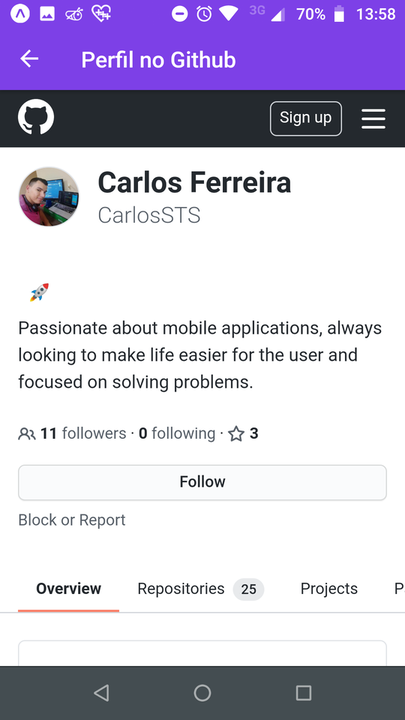 3G 70% 13:58
Perfil no Github
Sign up
Carlos Ferreira
CarlosSTS
Passionate about mobile applications, always
looking to make life easier for the user and
focused on solving problems.
11 followers · 0 following · 3
Follow
Block or Report
Overview Repositories 25 Projects P